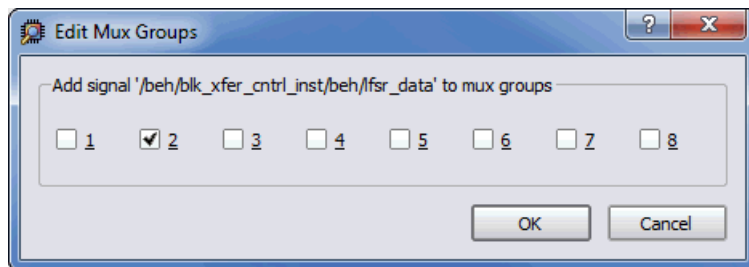 Edit Mux Groups
?
X
Add signal '/beh/blk_xfer_cntrl_inst/beh/lfsr_data' to mux groups
1 2 3 4 5 6 7 8
OK Cancel